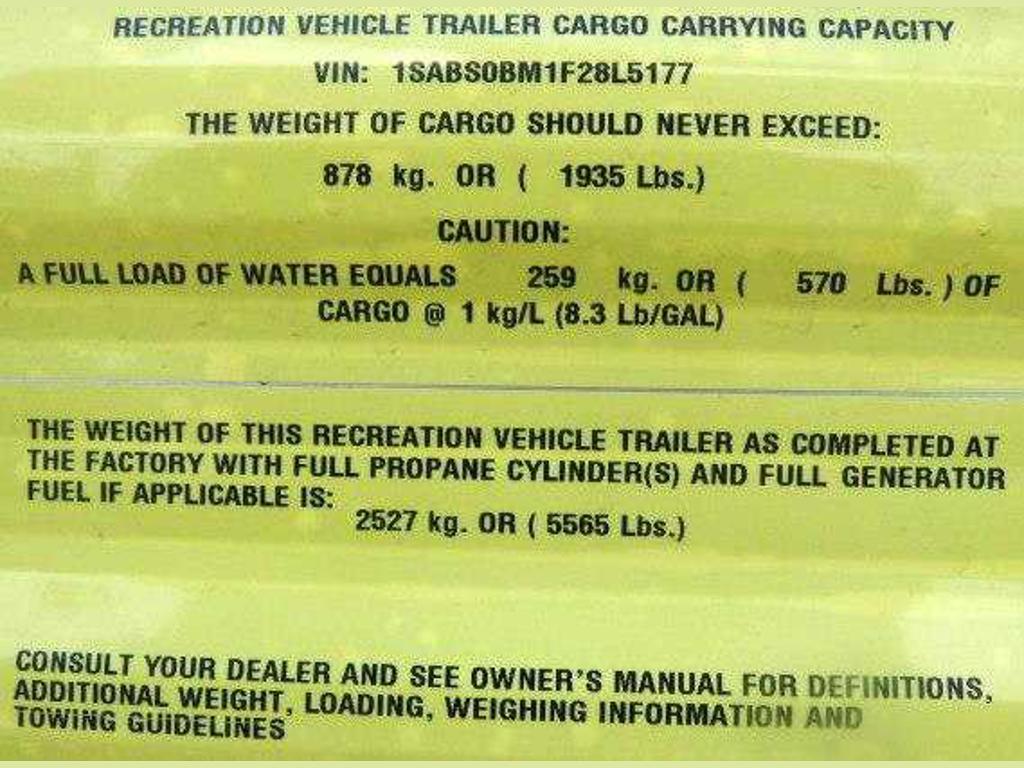 RECREATION VEHICLE TRAILER CARGO CARRYING CAPACITY
VIN: 1SABS0BM1F28L5177
THE WEIGHT OF CARGO SHOULD NEVER EXCEED:
878 kg. OR ( 1935 Lbs.)
CAUTION:
A FULL LOAD OF WATER EQUALS 259 kg. OR ( 570 Lbs. ) OF
CARGO @ 1 kg/L (8.3 Lb/GAL)
THE WEIGHT OF THIS RECREATION VEHICLE TRAILER AS COMPLETED AT
THE FACTORY WITH FULL PROPANE CYLINDER(S) AND FULL GENERATOR
FUEL IF APPLICABLE IS:
2527 kg. OR ( 5565 Lbs.)
CONSULT YOUR DEALER AND SEE OWNER'S MANUAL FOR DEFINITIONS,
ADDITIONAL WEIGHT, LOADING, WEIGHING INFORMATION AND
TOWING GUIDELINES